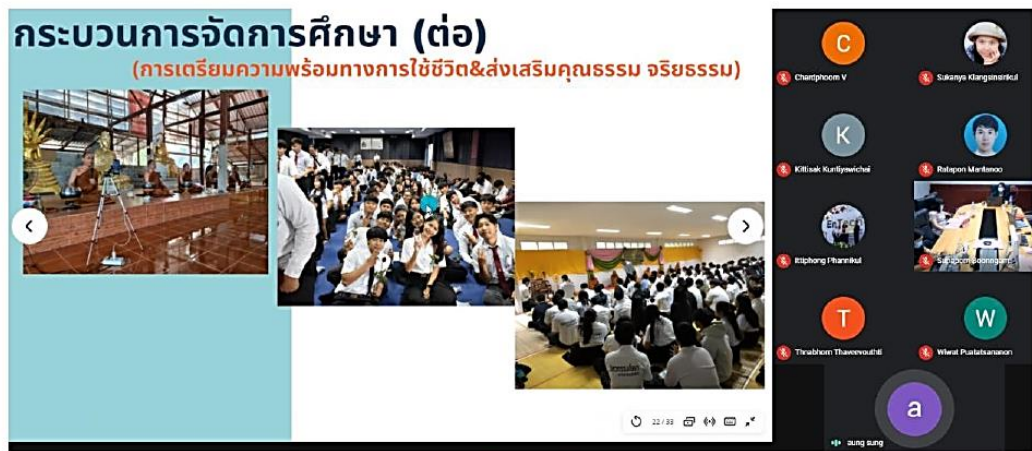 กระบวนการจัดการศึกษา (ต่อ)
(การเตรียมความพร้อมทางการใช้ชีวิต&ส่งเสริมคุณธรรม จริยธรรม)
22 / 33
C
Chardphoom V
Sukanya Klangsinsirikul
K
Kittisak Kuntiyawichai
Ratapon Mantanoo
EnTech
Ittiphong Phannikul
Supaporn
T
Thnabhorn Thaveevouthti
W
Wiwat Puatatsananon
a
aung sung